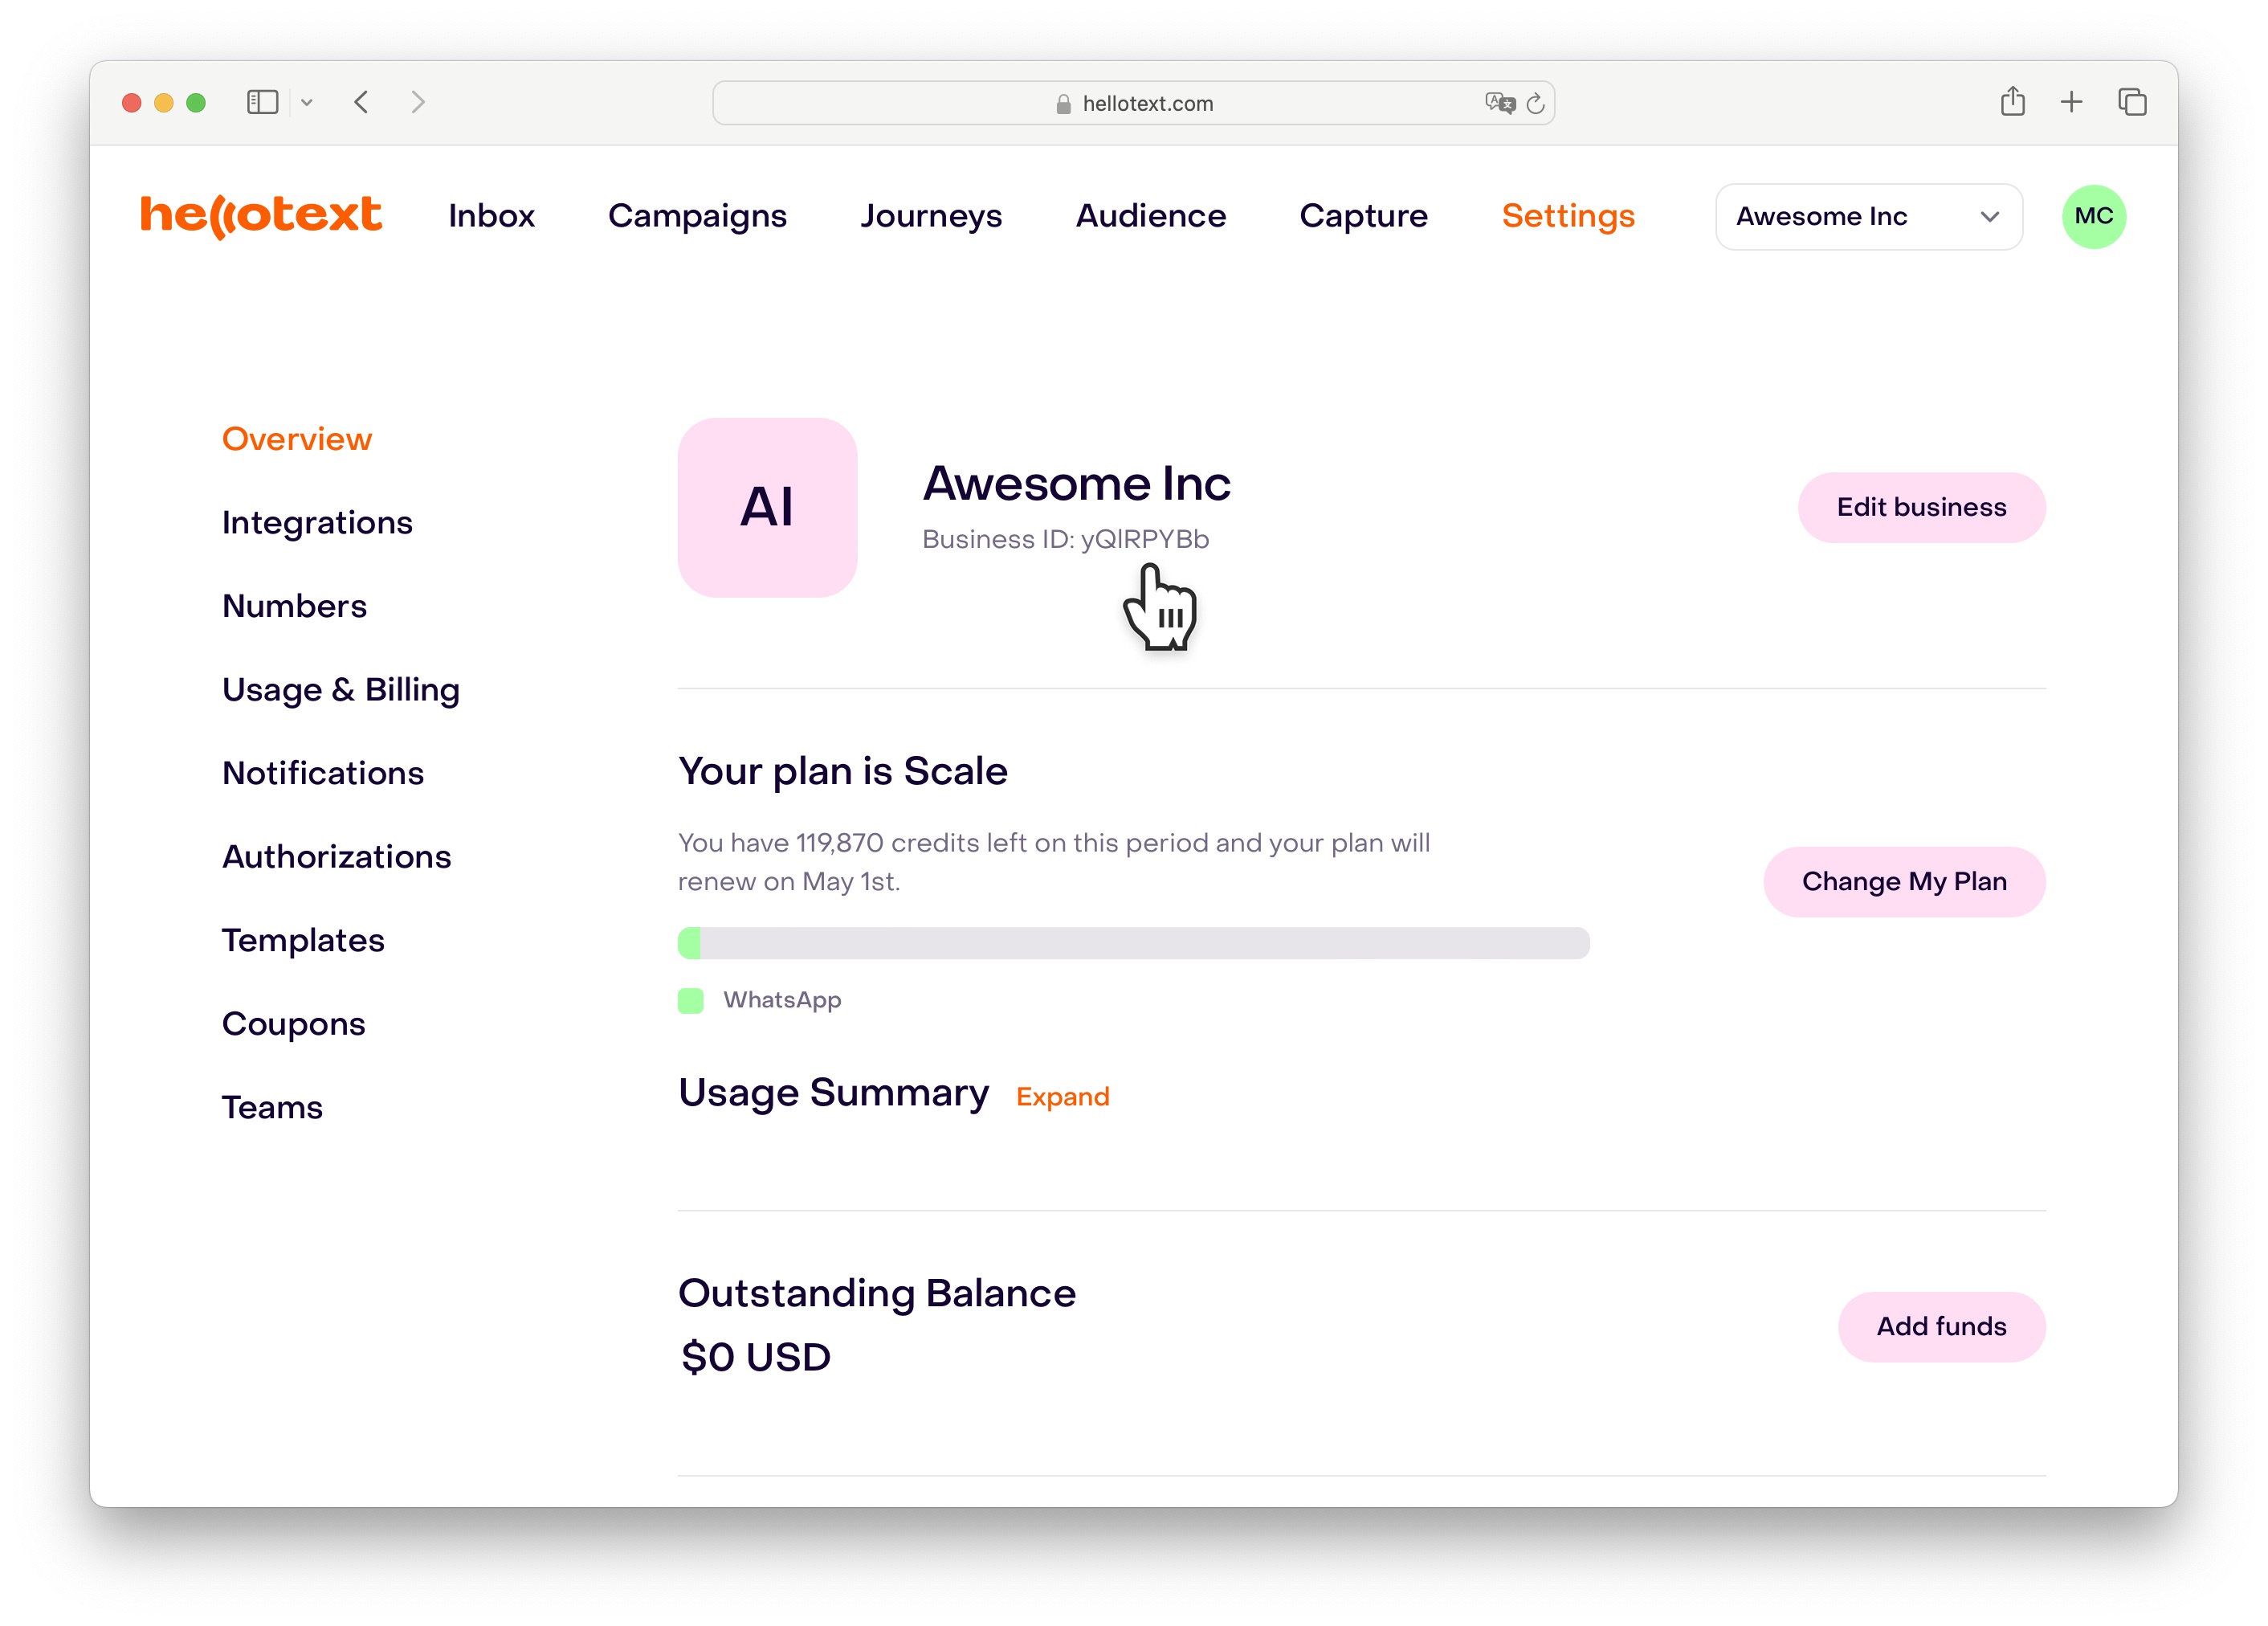 hellotext.com
hellotext
Inbox
Campaigns
Journeys
Audience
Capture
Settings
Awesome Inc
MC
Overview
Integrations
Numbers
Usage & Billing
Notifications
Authorizations
Templates
Coupons
Teams
AI
Awesome Inc
Business ID: yQlRPYBb
Edit business
Your plan is Scale
You have 119,870 credits left on this period and your plan will
renew on May 1st.
Change My Plan
WhatsApp
Usage Summary Expand
Outstanding Balance
$0 USD
Add funds